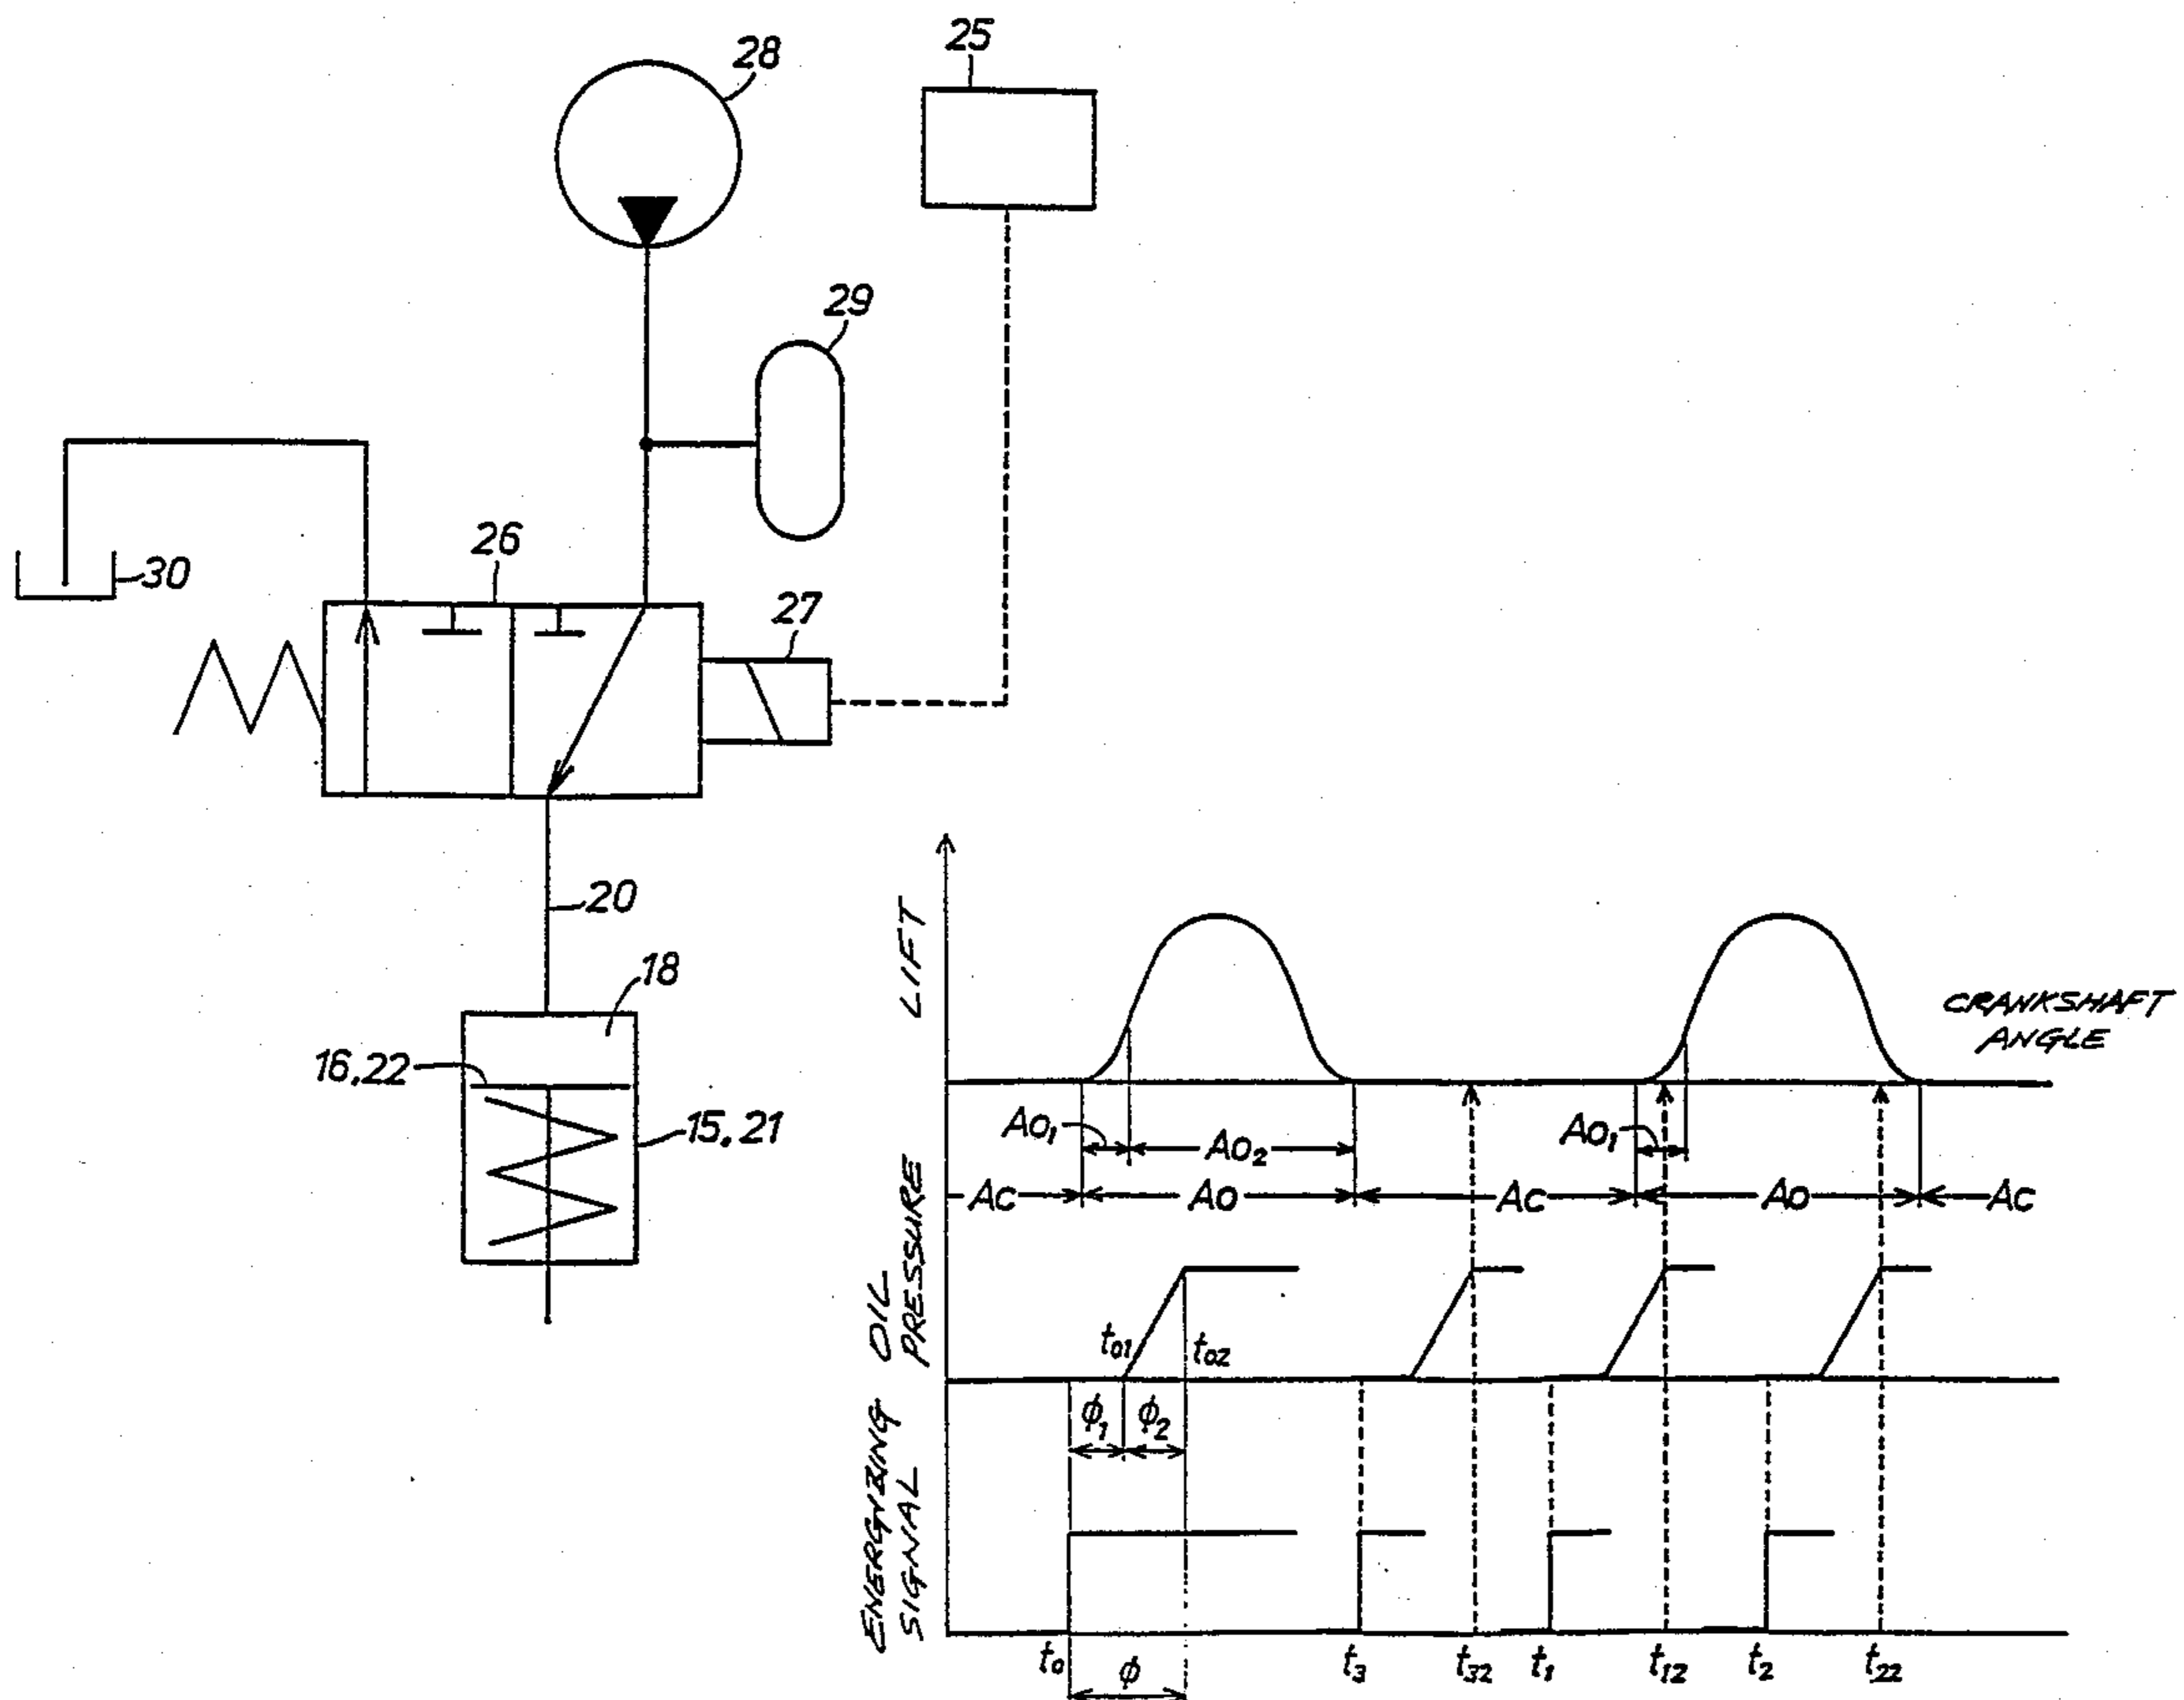 28
25
29
26
30
27
20
18
16,22
15,21
LIFT
CRANKSHAFT
ANGLE
Ao₁
Ao₂
Ao₁
Ac
Ao
Ac
Ao
Ac
OIL
PRESSURE
t₀₁
t₀₂
ϕ₁
ϕ₂
ENERGIZING
SIGNAL
t₀
t₃
t₃₂
t₁
t₁₂
t₂
t₂₂
ϕ